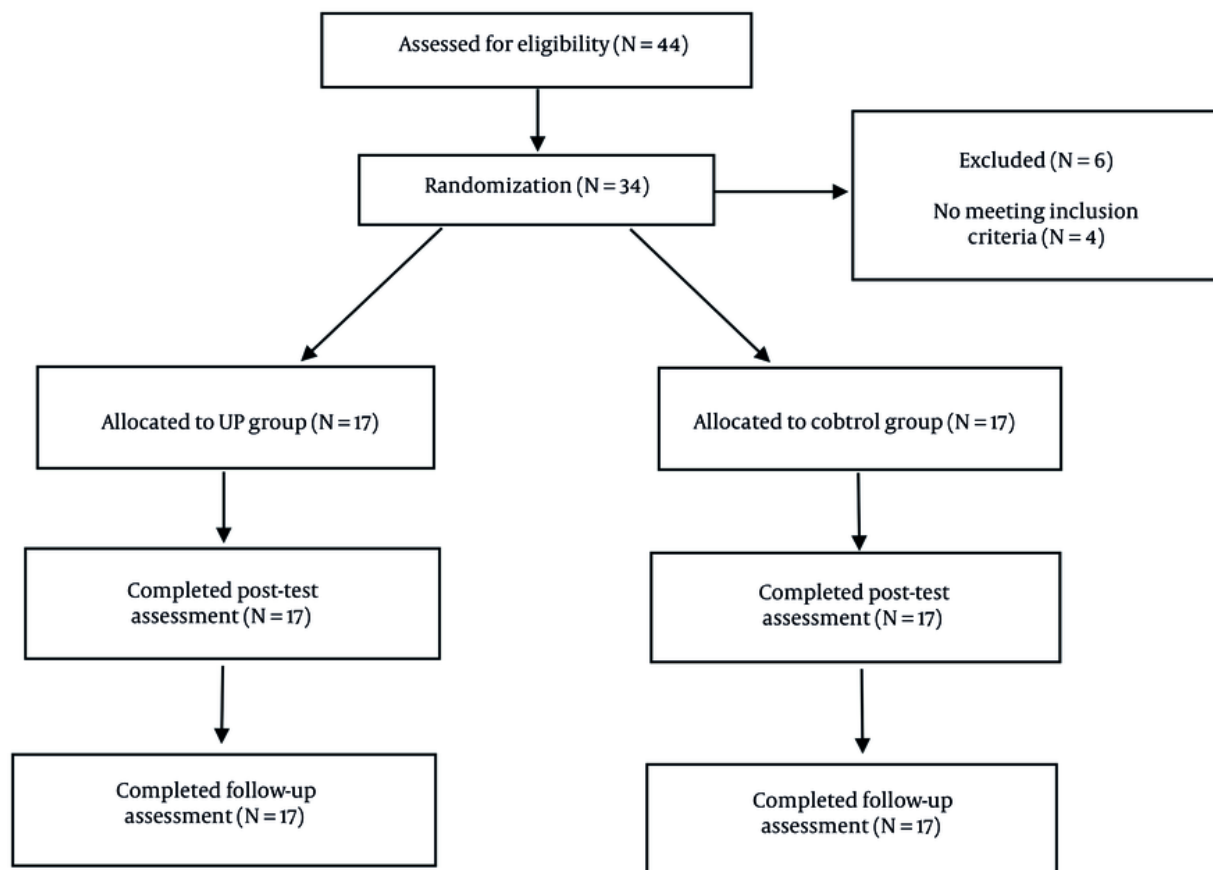 Assessed for eligibility (N = 44)
Randomization (N = 34)
Excluded (N = 6)
No meeting inclusion
criteria (N = 4)
Allocated to UP group (N = 17)
Allocated to cobtrol group (N = 17)
Completed post-test
assessment (N = 17)
Completed post-test
assessment (N = 17)
Completed follow-up
assessment (N = 17)
Completed follow-up
assessment (N = 17)